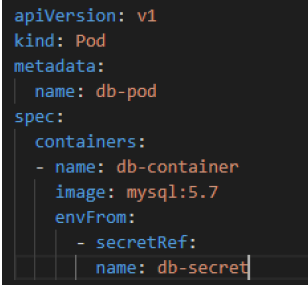 apiVersion: v1
kind: Pod
metadata:
  name: db-pod
spec:
  containers:
  - name: db-container
    image: mysql:5.7
    envFrom:
      - secretRef:
        name: db-secret